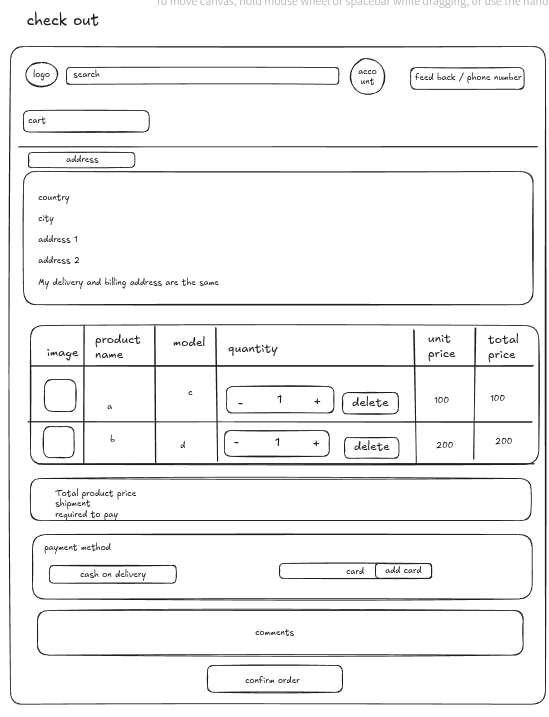 To move canvas, hold mouse wheel or spacebar while dragging, or use the hand
check out
logo
search
acco
unt
feed back / phone number
cart
address
country
city
address 1
address 2
My delivery and billing address are the same
image
product
name
model
quantity
unit
price
total
price
a
c
- 1 +
delete
100
100
b
d
- 1 +
delete
200
200
Total product price
shipment
required to pay
payment method
cash on delivery
card
add card
comments
confirm order